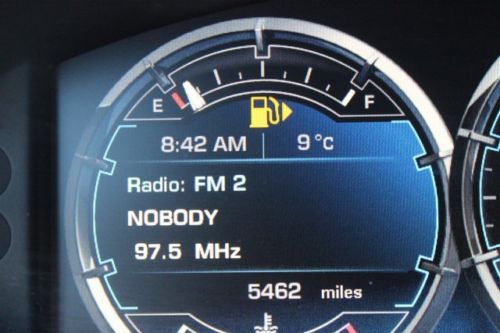 E F
8:42 AM 9°C
Radio: FM 2
NOBODY
97.5 MHz
5462 miles